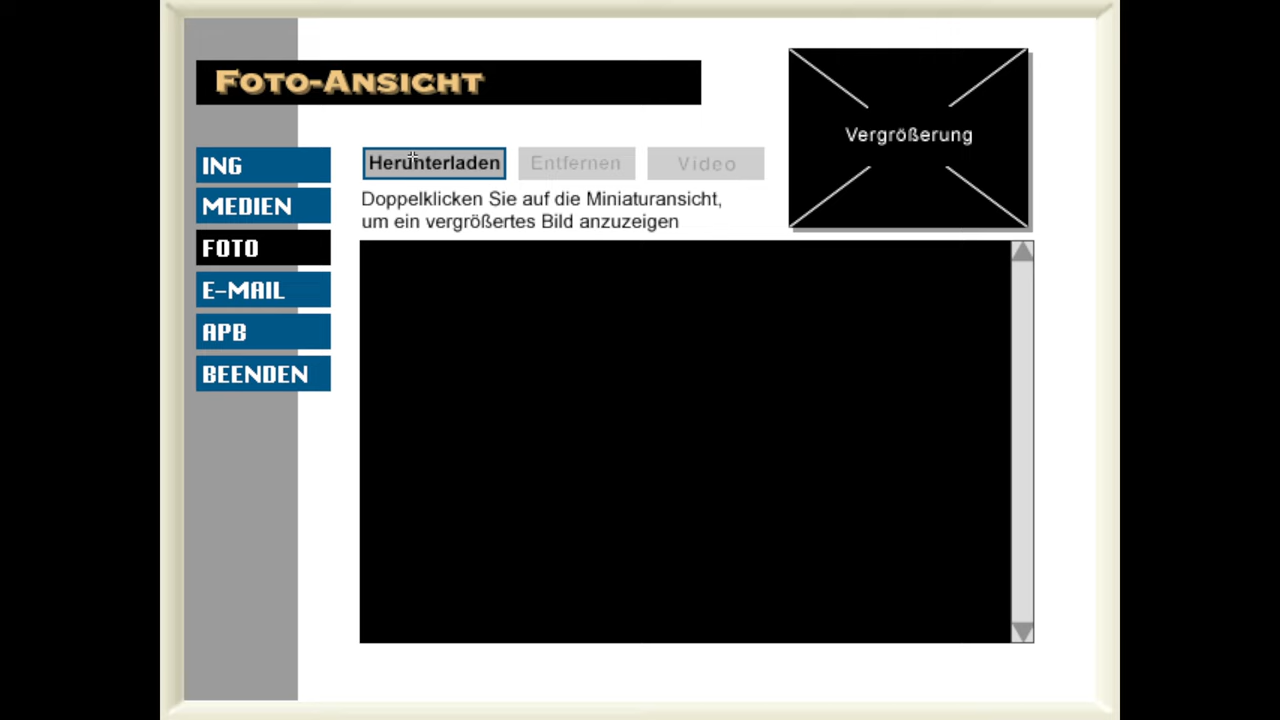 FOTO-ANSICHT
Vergrößerung
Herunterladen Entfernen Video
Doppelklicken Sie auf die Miniaturansicht,
um ein vergrößertes Bild anzuzeigen
ING
MEDIEN
FOTO
E-MAIL
APB
BEENDEN